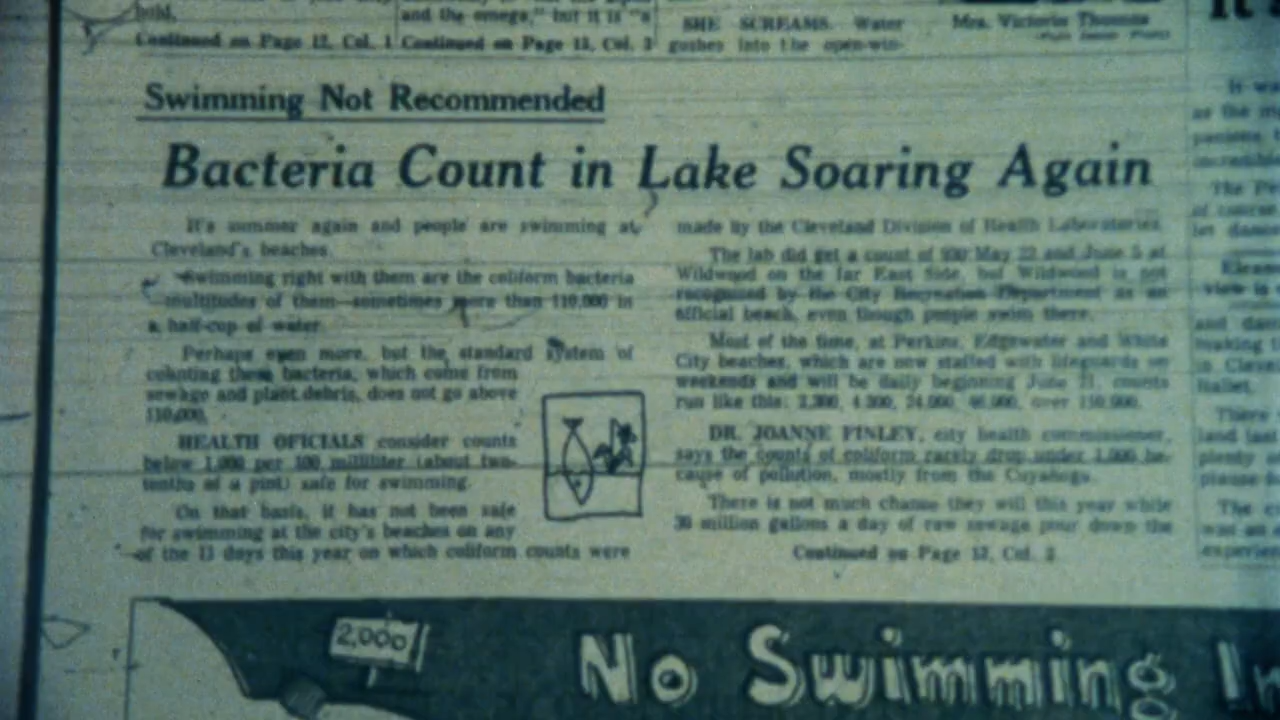 hold,
Continued on Page 12, Col. 1
and the omega," but it is "a
Continued on Page 13, Col. 3
SHE SCREAMS. Water
gushes into the open-win-
Mrs. Victoria Thomas
Swimming Not Recommended
Bacteria Count in Lake Soaring Again
It's summer again and people are swimming at
Cleveland's beaches.
Swimming right with them are the coliform bacteria
multitudes of them—sometimes more than 110,000 in
a half-cup of water.
Perhaps even more, but the standard system of
counting these bacteria, which come from
sewage and plant debris, does not go above
110,000.
HEALTH OFICIALS consider counts
below 1,000 per 100 milliliter (about two-
tenths of a pint) safe for swimming.
On that basis, it has not been safe
for swimming at the city's beaches on any
of the 13 days this year on which coliform counts were
made by the Cleveland Division of Health Laboratories.
The lab did get a count of 930 May 22 and June 5 at
Wildwood on the far East Side, but Wildwood is not
recognized by the City Recreation Department as an
official beach, even though people swim there.
Most of the time, at Perkins, Edgewater and White
City beaches, which are now staffed with lifeguards on
weekends and will be daily beginning June 21, counts
run like this: 2,300, 4,300, 24,000, 46,000, over 110,000.
DR. JOANNE FINLEY, city health commissioner,
says the counts of coliform rarely drop under 1,000 be-
cause of pollution, mostly from the Cuyahoga.
There is not much chance they will this year while
30 million gallons a day of raw sewage pour down the
Continued on Page 12, Col. 2
2,000
No Swimming In